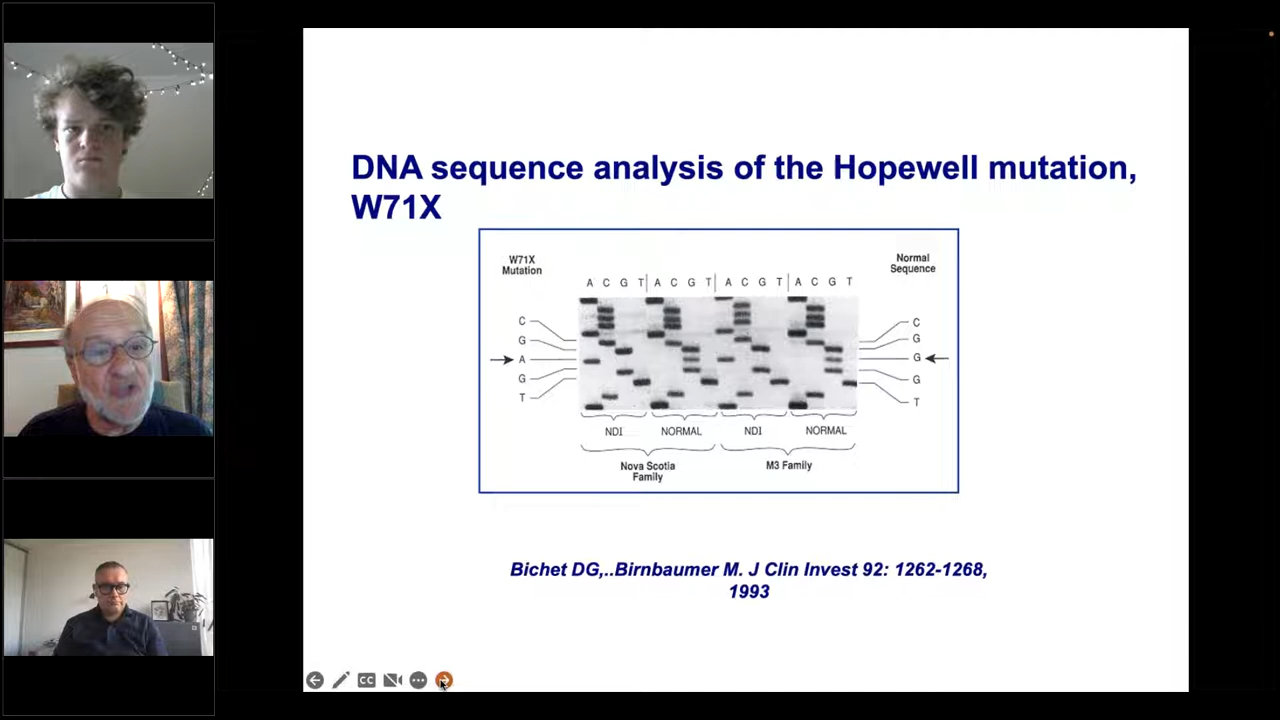 DNA sequence analysis of the Hopewell mutation,
W71X
W71X
Mutation
Normal
Sequence
A C G T A C G T A C G T A C G T
C
G
A
G
T
C
G
G
G
T
NDI NORMAL NDI NORMAL
Nova Scotia
Family
M3 Family
Bichet DG,..Birnbaumer M. J Clin Invest 92: 1262-1268,
1993
CC